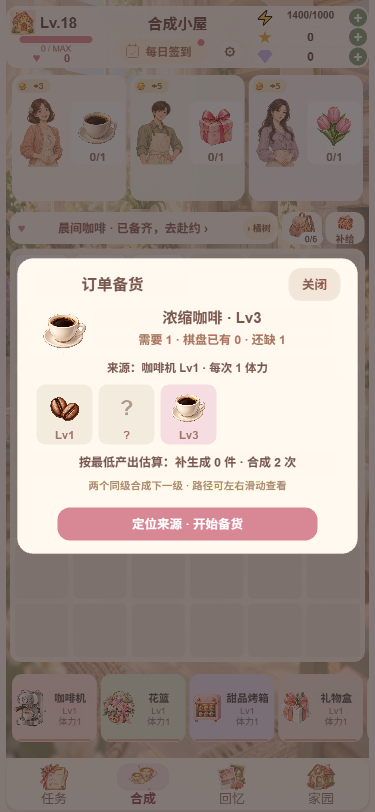 Lv.18
合成小屋
1400/1000
0 / MAX
0
每日签到
0
0
+3
+5
+5
0/1
0/1
0/1
晨间咖啡 · 已备齐，去赴约 ›
‹ 橘树
0/6
补给
订单备货
关闭
浓缩咖啡 · Lv3
需要 1 · 棋盘已有 0 · 还缺 1
来源：咖啡机 Lv1 · 每次 1 体力
?
Lv1
?
Lv3
按最低产出估算：补生成 0 件 · 合成 2 次
两个同级合成下一级 · 路径可左右滑动查看
定位来源 · 开始备货
咖啡机
Lv1
体力1
花篮
Lv1
体力1
甜品烤箱
Lv1
体力1
礼物盒
Lv1
体力1
任务
合成
回忆
家园